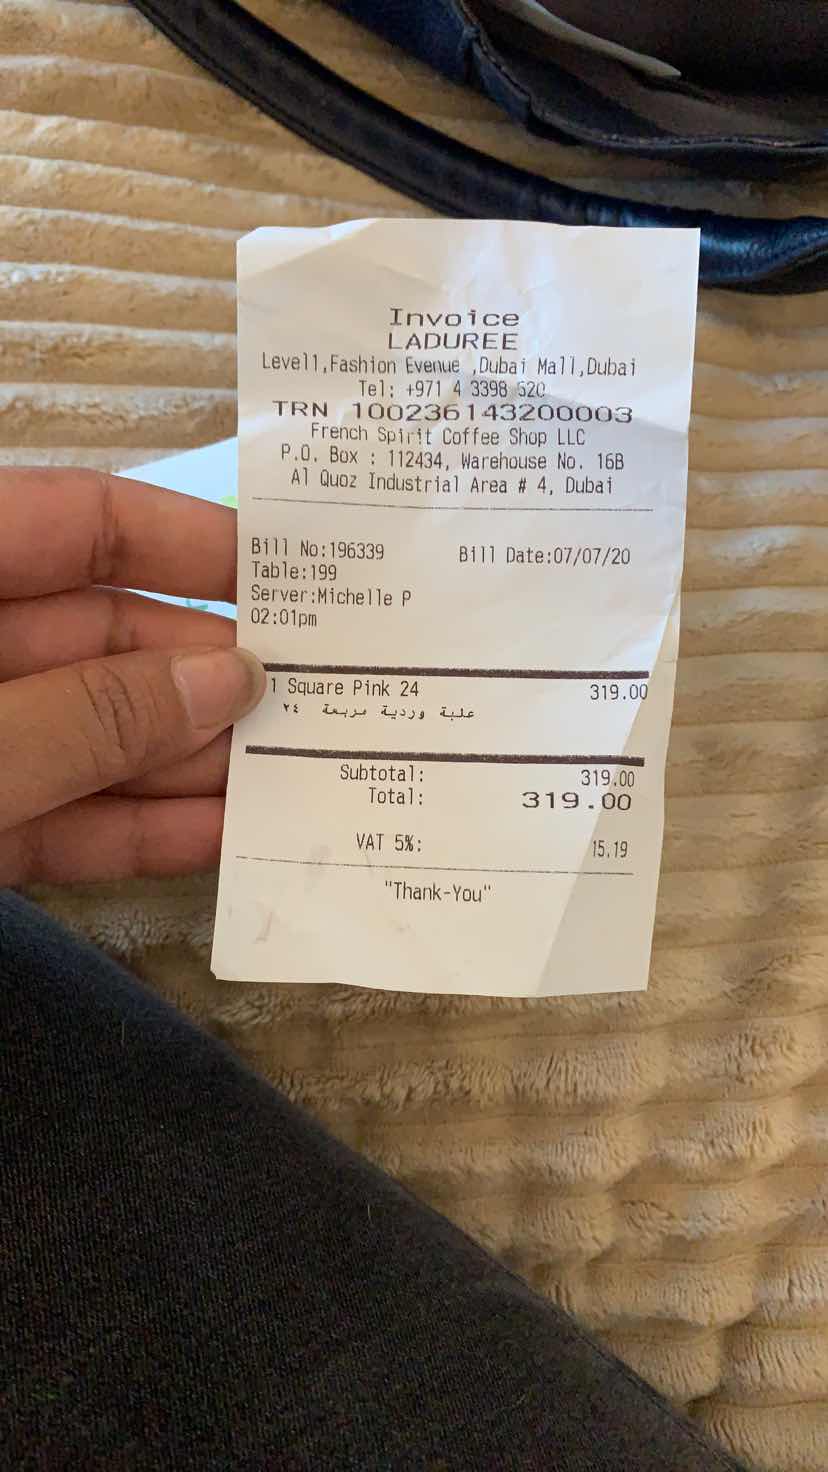 Invoice
LADUREE
Level1,Fashion Evenue ,Dubai Mall,Dubai
Tel: +971 4 3398 520
TRN 100236143200003
French Spirit Coffee Shop LLC
P.O. Box : 112434, Warehouse No. 16B
Al Quoz Industrial Area # 4, Dubai
Bill No:196339 Bill Date:07/07/20
Table:199
Server:Michelle P
02:01pm
1 Square Pink 24 319.00
علبة وردية مربعة ٢٤
Subtotal: 319.00
Total: 319.00
VAT 5%: 15.19
"Thank-You"